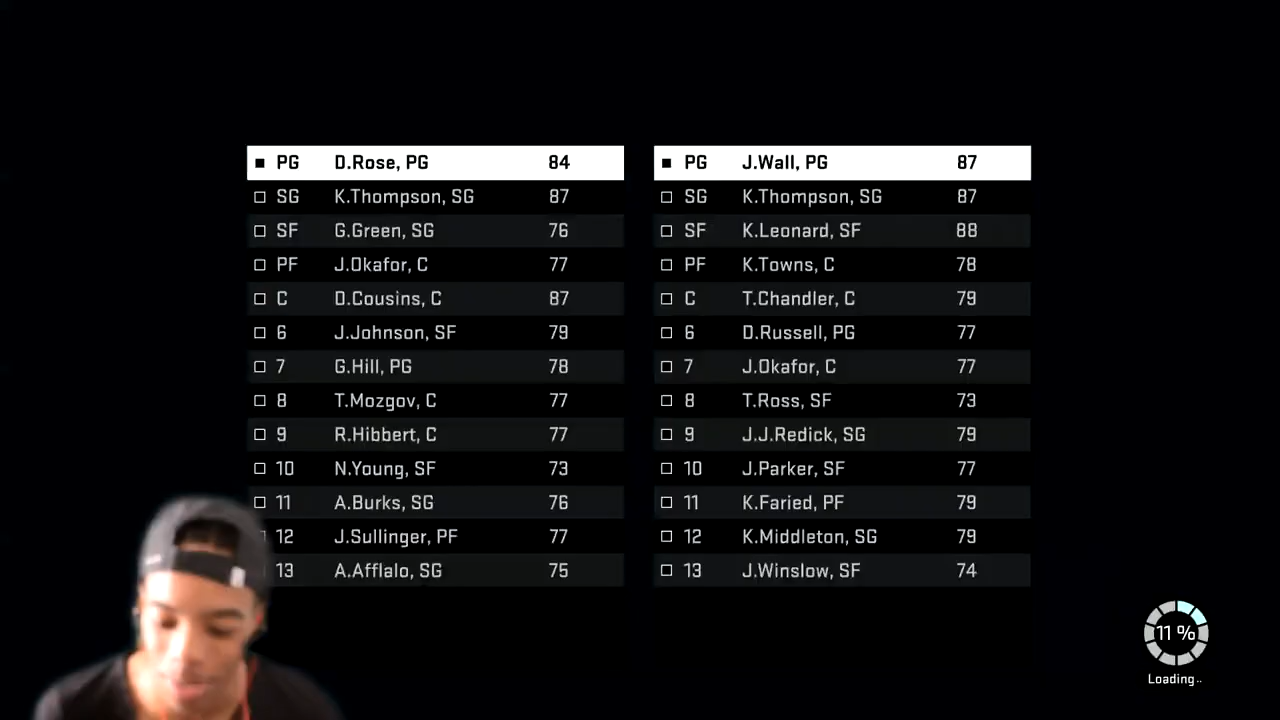 PG D.Rose, PG 84
SG K.Thompson, SG 87
SF G.Green, SG 76
PF J.Okafor, C 77
C D.Cousins, C 87
6 J.Johnson, SF 79
7 G.Hill, PG 78
8 T.Mozgov, C 77
9 R.Hibbert, C 77
10 N.Young, SF 73
11 A.Burks, SG 76
12 J.Sullinger, PF 77
13 A.Afflalo, SG 75
PG J.Wall, PG 87
SG K.Thompson, SG 87
SF K.Leonard, SF 88
PF K.Towns, C 78
C T.Chandler, C 79
6 D.Russell, PG 77
7 J.Okafor, C 77
8 T.Ross, SF 73
9 J.J.Redick, SG 79
10 J.Parker, SF 77
11 K.Faried, PF 79
12 K.Middleton, SG 79
13 J.Winslow, SF 74
11 %
Loading..